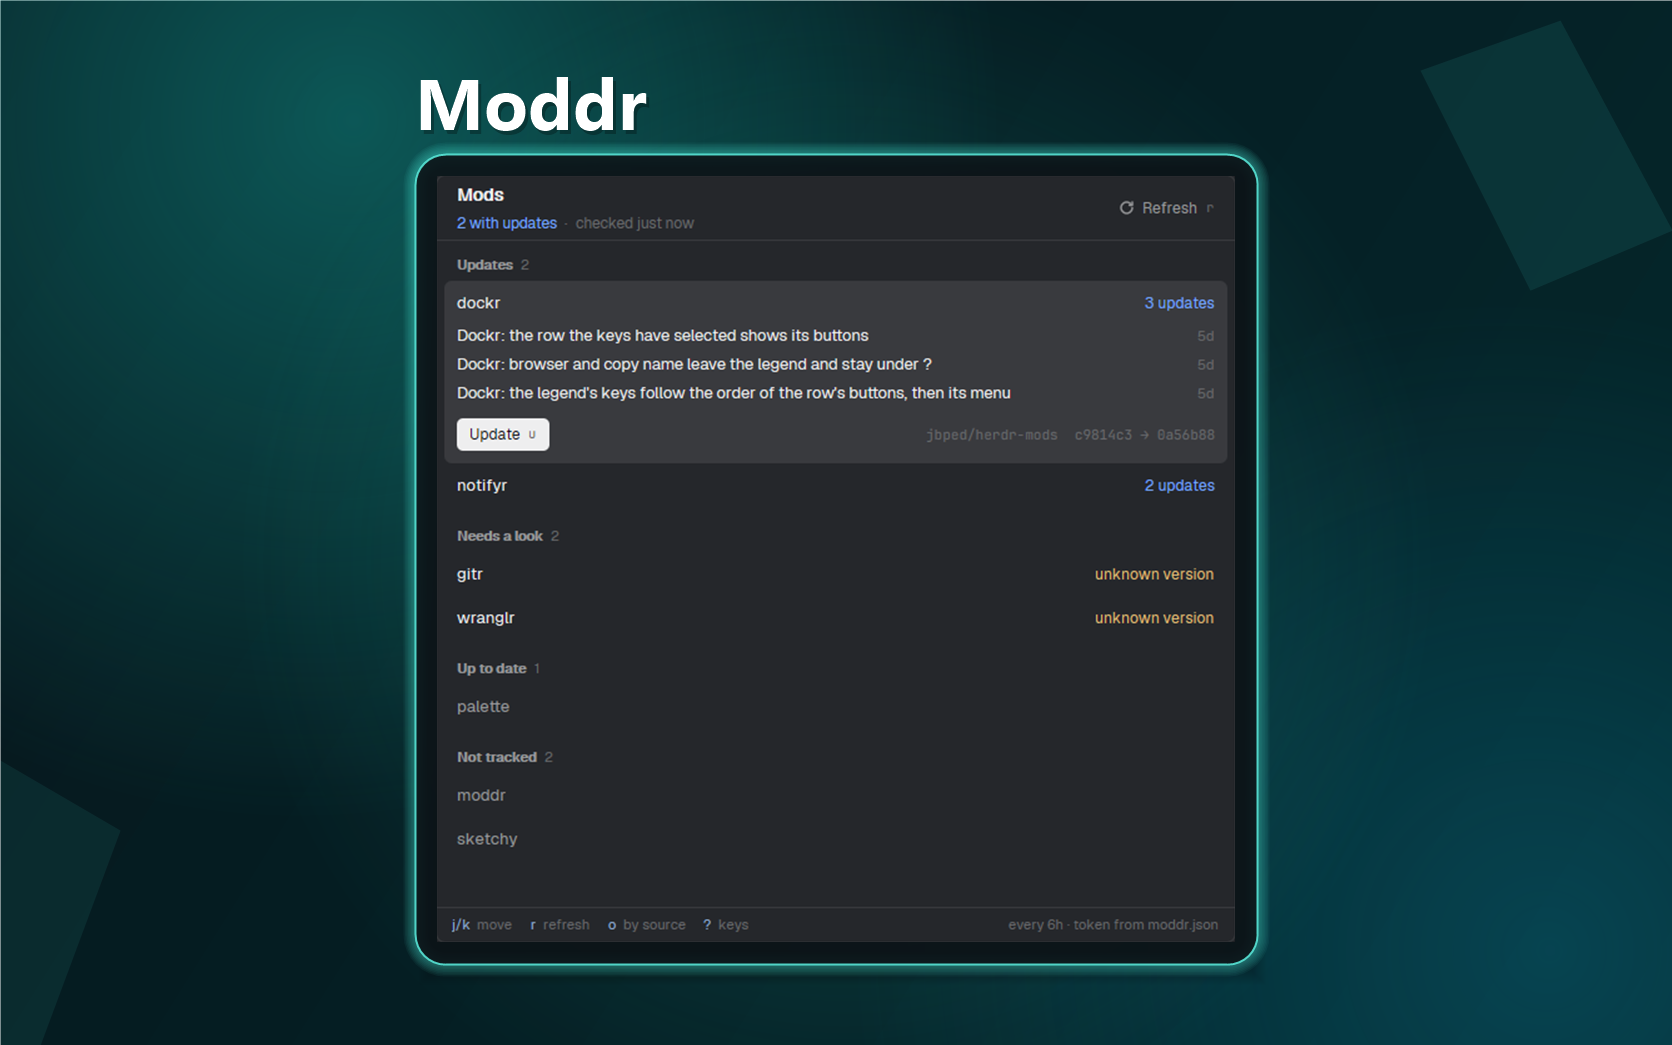 Moddr
Mods
Refresh r
2 with updates · checked just now
Updates 2
dockr 3 updates
Dockr: the row the keys have selected shows its buttons 5d
Dockr: browser and copy name leave the legend and stay under ? 5d
Dockr: the legend's keys follow the order of the row's buttons, then its menu 5d
Update u jbped/herdr-mods c9814c3 → 0a56b88
notifyr 2 updates
Needs a look 2
gitr unknown version
wranglr unknown version
Up to date 1
palette
Not tracked 2
moddr
sketchy
j/k move r refresh o by source ? keys every 6h · token from moddr.json